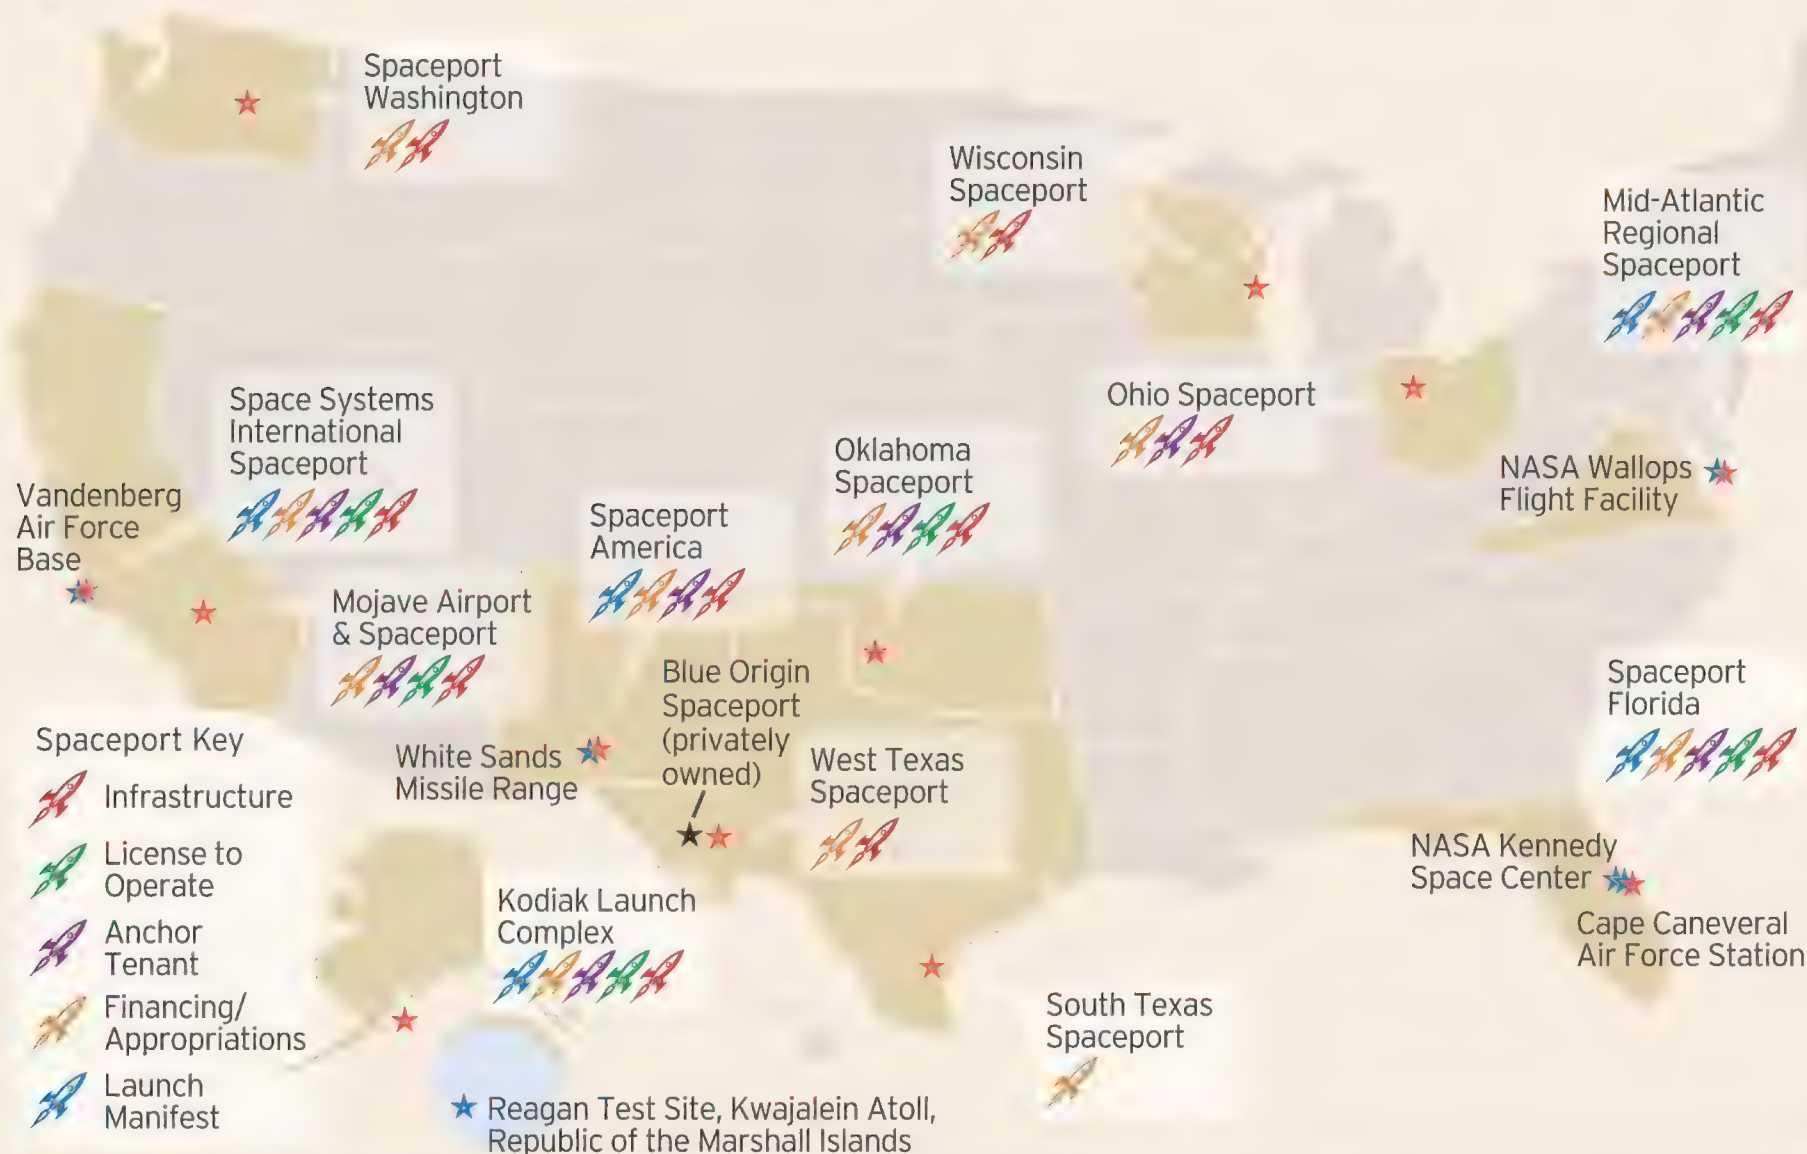 Spaceport
Washington
Wisconsin
Spaceport
Mid-Atlantic
Regional
Spaceport
Space Systems
International
Spaceport
Ohio Spaceport
Oklahoma
Spaceport
NASA Wallops
Flight Facility
Vandenberg
Air Force
Base
Spaceport
America
Mojave Airport
& Spaceport
Blue Origin
Spaceport
(privately
owned)
Spaceport
Florida
White Sands
Missile Range
West Texas
Spaceport
Spaceport Key
Infrastructure
License to
Operate
Anchor
Tenant
Financing/
Appropriations
Launch
Manifest
Kodiak Launch
Complex
NASA Kennedy
Space Center
Cape Caneveral
Air Force Station
South Texas
Spaceport
Reagan Test Site, Kwajalein Atoll,
Republic of the Marshall Islands